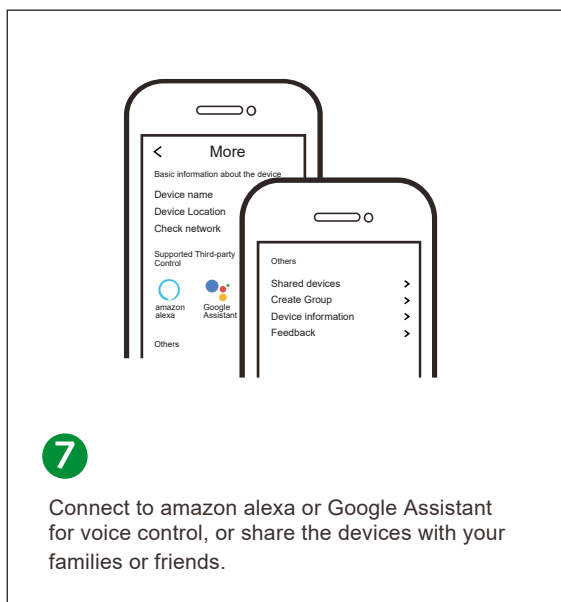 More
Basic information about the device
Device name
Device Location
Check network
Supported Third-party
Control
amazon
alexa
Google
Assistant
Others
Others
Shared devices
Create Group
Device information
Feedback
7
Connect to amazon alexa or Google Assistant
for voice control, or share the devices with your
families or friends.